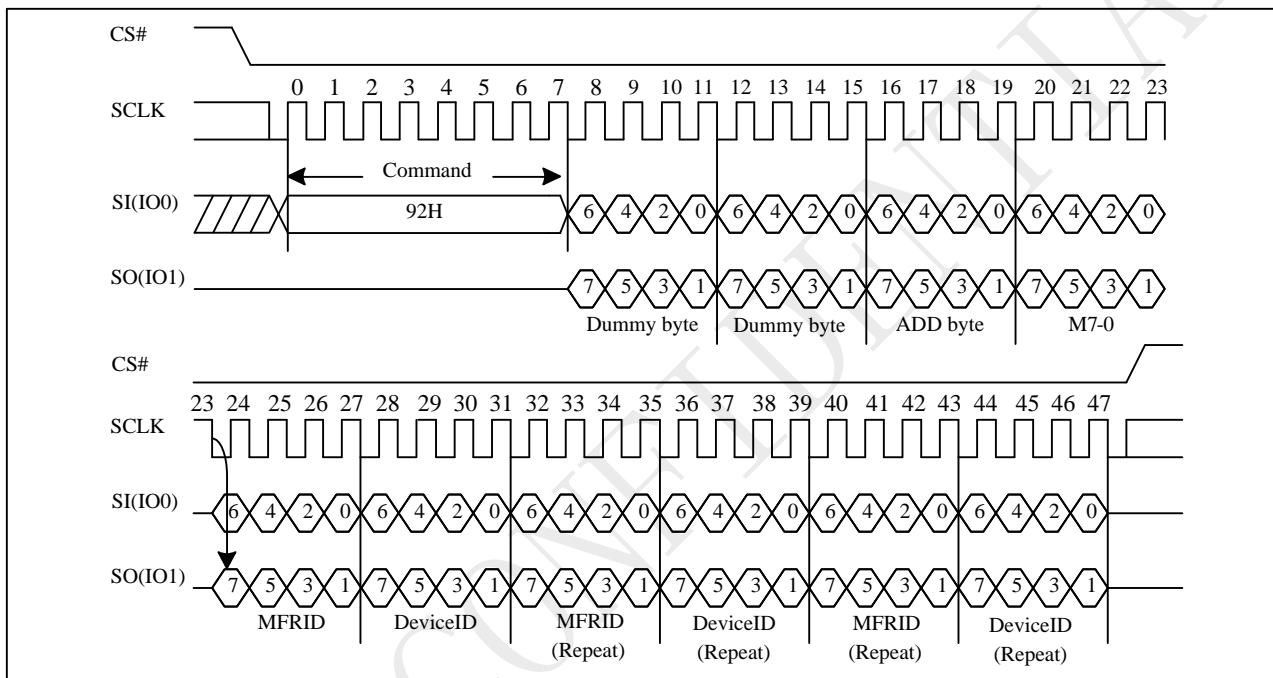 CS#
0 1 2 3 4 5 6 7 8 9 10 11 12 13 14 15 16 17 18 19 20 21 22 23
SCLK
Command
SI(IO0)
92H
6 4 2 0 6 4 2 0 6 4 2 0 6 4 2 0
SO(IO1)
7 5 3 1 7 5 3 1 7 5 3 1 7 5 3 1
Dummy byte Dummy byte ADD byte M7-0
CS#
23 24 25 26 27 28 29 30 31 32 33 34 35 36 37 38 39 40 41 42 43 44 45 46 47
SCLK
SI(IO0)
6 4 2 0 6 4 2 0 6 4 2 0 6 4 2 0 6 4 2 0 6 4 2 0
SO(IO1)
7 5 3 1 7 5 3 1 7 5 3 1 7 5 3 1 7 5 3 1 7 5 3 1
MFRID DeviceID MFRID DeviceID MFRID DeviceID
(Repeat) (Repeat) (Repeat) (Repeat)
CONFIDENTIA